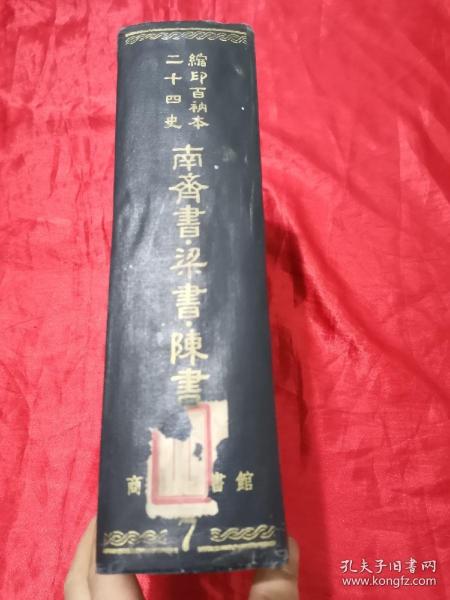 縮印百衲本
二十四史
南齊書·梁書·陳書
商 書館
7
孔夫子旧书网
www.kongfz.com